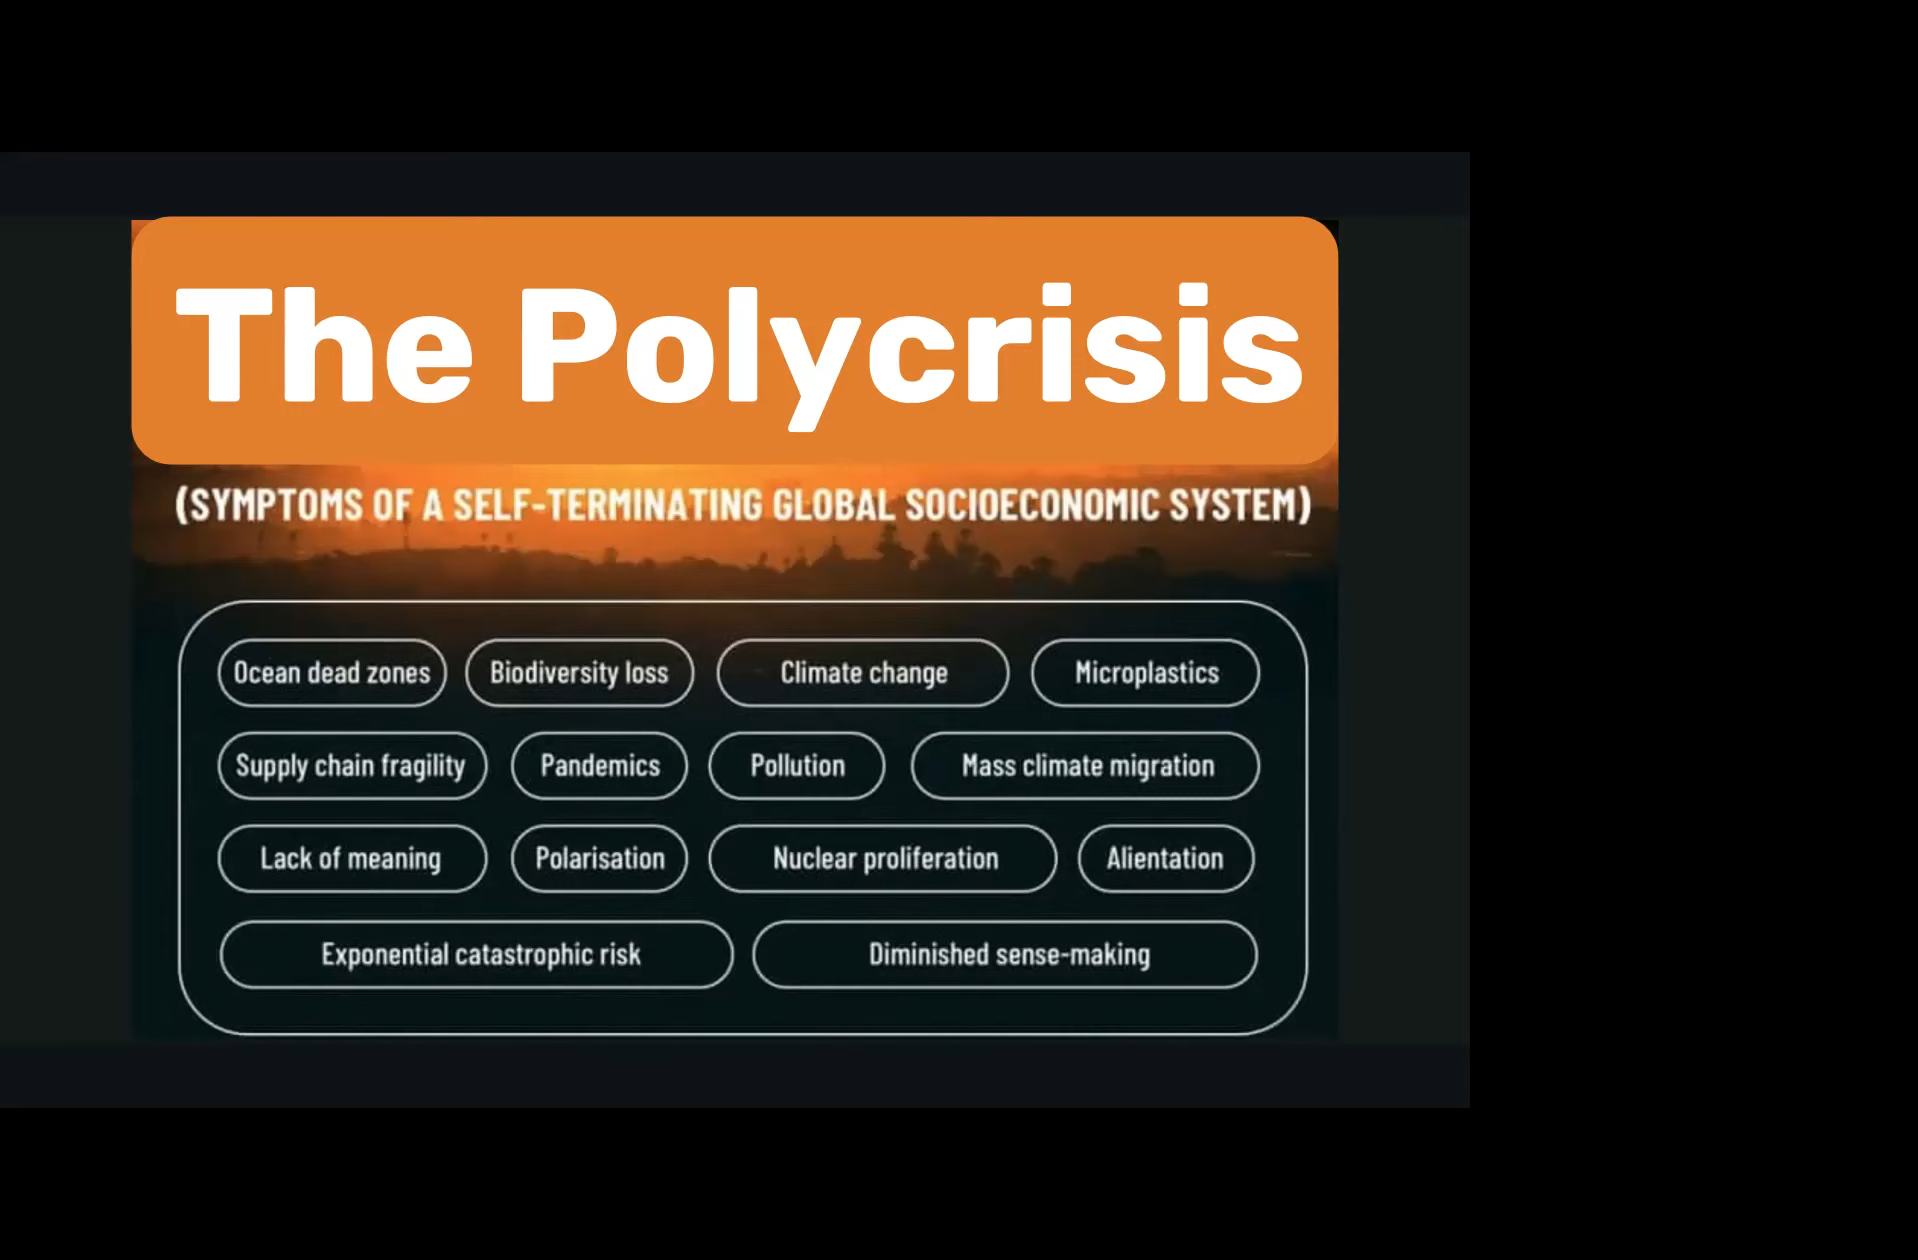 The Polycrisis
(SYMPTOMS OF A SELF-TERMINATING GLOBAL SOCIOECONOMIC SYSTEM)
Ocean dead zones
Biodiversity loss
Climate change
Microplastics
Supply chain fragility
Pandemics
Pollution
Mass climate migration
Lack of meaning
Polarisation
Nuclear proliferation
Alientation
Exponential catastrophic risk
Diminished sense-making